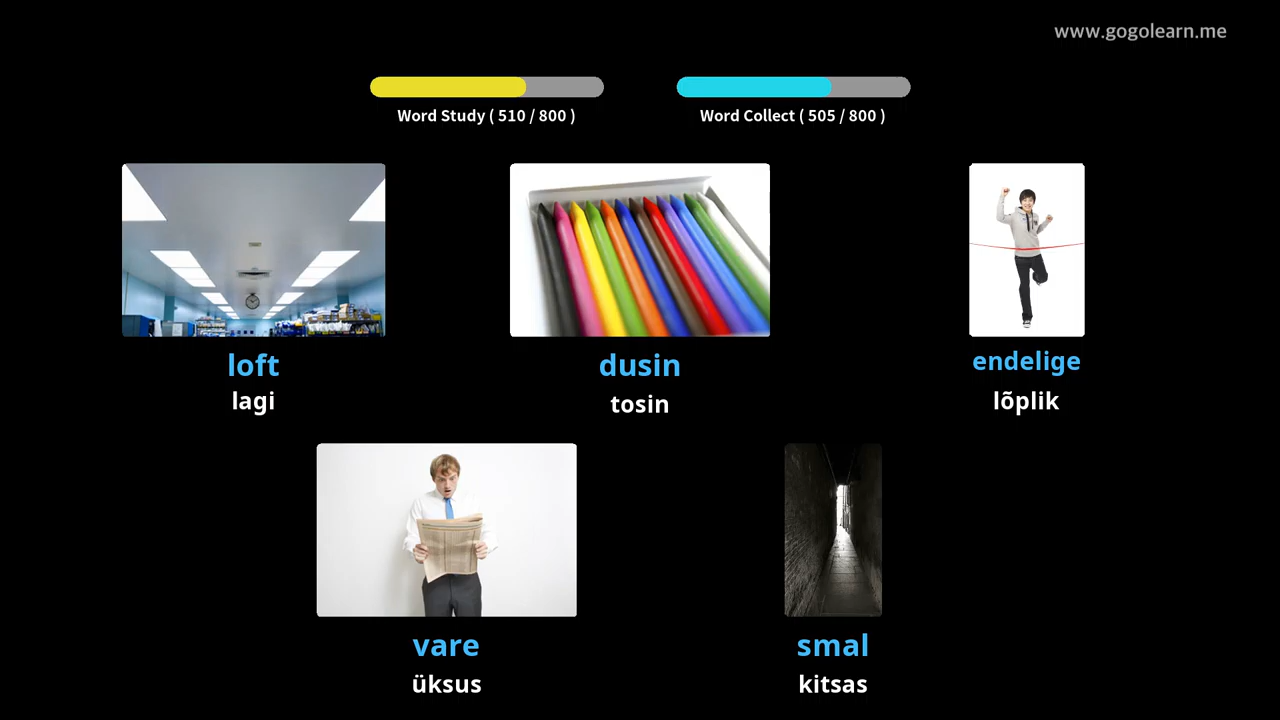 www.gogolearn.me
Word Study ( 510 / 800 )
Word Collect ( 505 / 800 )
loft
lagi
dusin
tosin
endelige
lõplik
vare
üksus
smal
kitsas